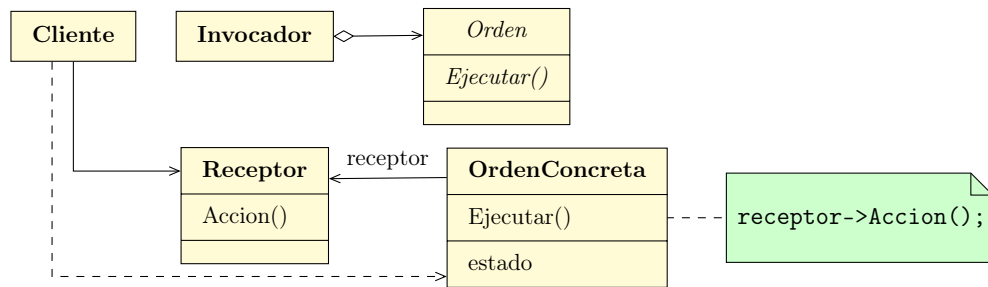 Cliente
Invocador
Orden
Ejecutar()
Receptor
Accion()
receptor
OrdenConcreta
Ejecutar()
estado
receptor->Accion();